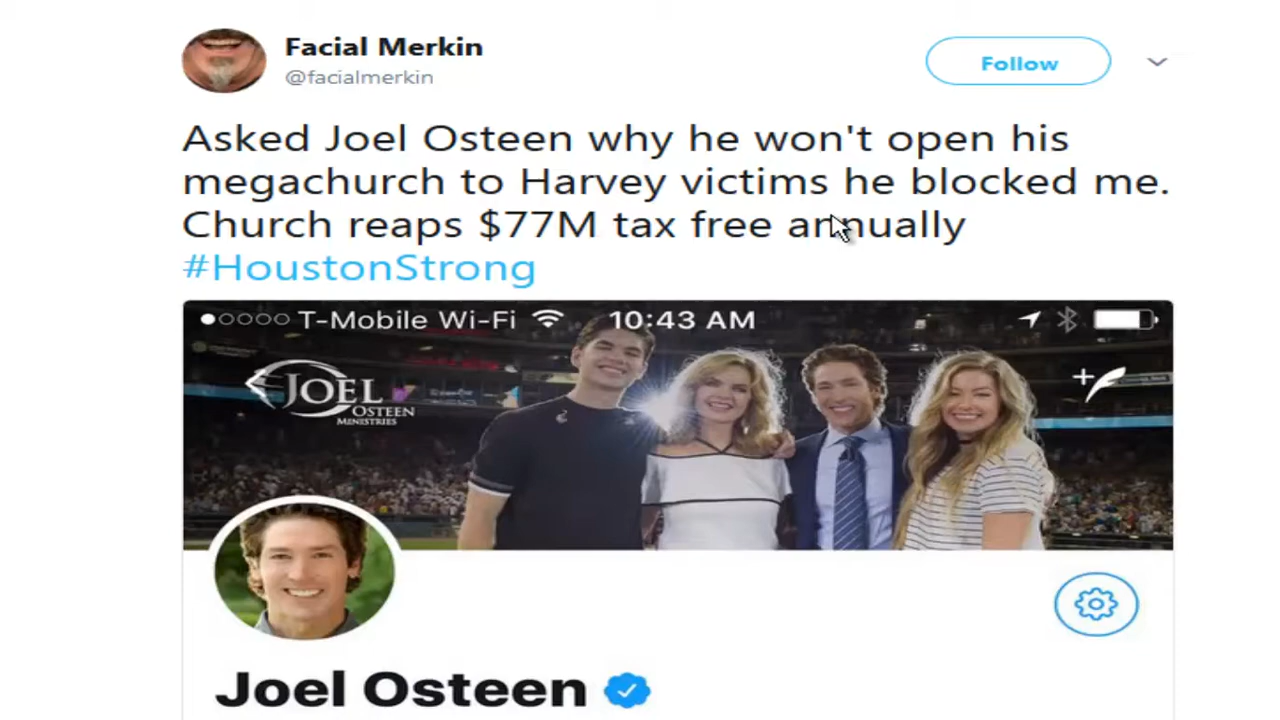 Facial Merkin
@facialmerkin
Follow
Asked Joel Osteen why he won't open his
megachurch to Harvey victims he blocked me.
Church reaps $77M tax free annually
#HoustonStrong
T-Mobile Wi-Fi 10:43 AM
JOEL
OSTEEN
MINISTRIES
Joel Osteen